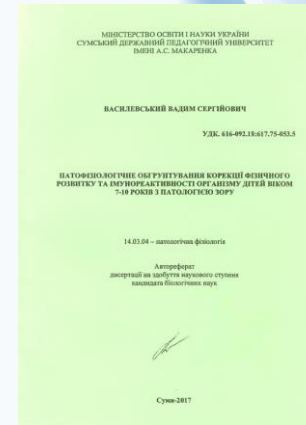 МІНІСТЕРСТВО ОСВІТИ І НАУКИ УКРАЇНИ
СУМСЬКИЙ ДЕРЖАВНИЙ ПЕДАГОГІЧНИЙ УНІВЕРСИТЕТ
ІМЕНІ А.С. МАКАРЕНКА
ВАСИЛЕВСЬКИЙ ВАДИМ СЕРГІЙОВИЧ
УДК. 616-092.18:617.75-053.5
ПАТОФІЗІОЛОГІЧНЕ ОБҐРУНТУВАННЯ КОРЕКЦІЇ ФІЗИЧНОГО
РОЗВИТКУ ТА ІМУНОРЕАКТИВНОСТІ ОРГАНІЗМУ ДІТЕЙ ВІКОМ
7-10 РОКІВ З ПАТОЛОГІЄЮ ЗОРУ
14.03.04 – патологічна фізіологія
Автореферат
дисертації на здобуття наукового ступеня
кандидата біологічних наук
Суми-2017